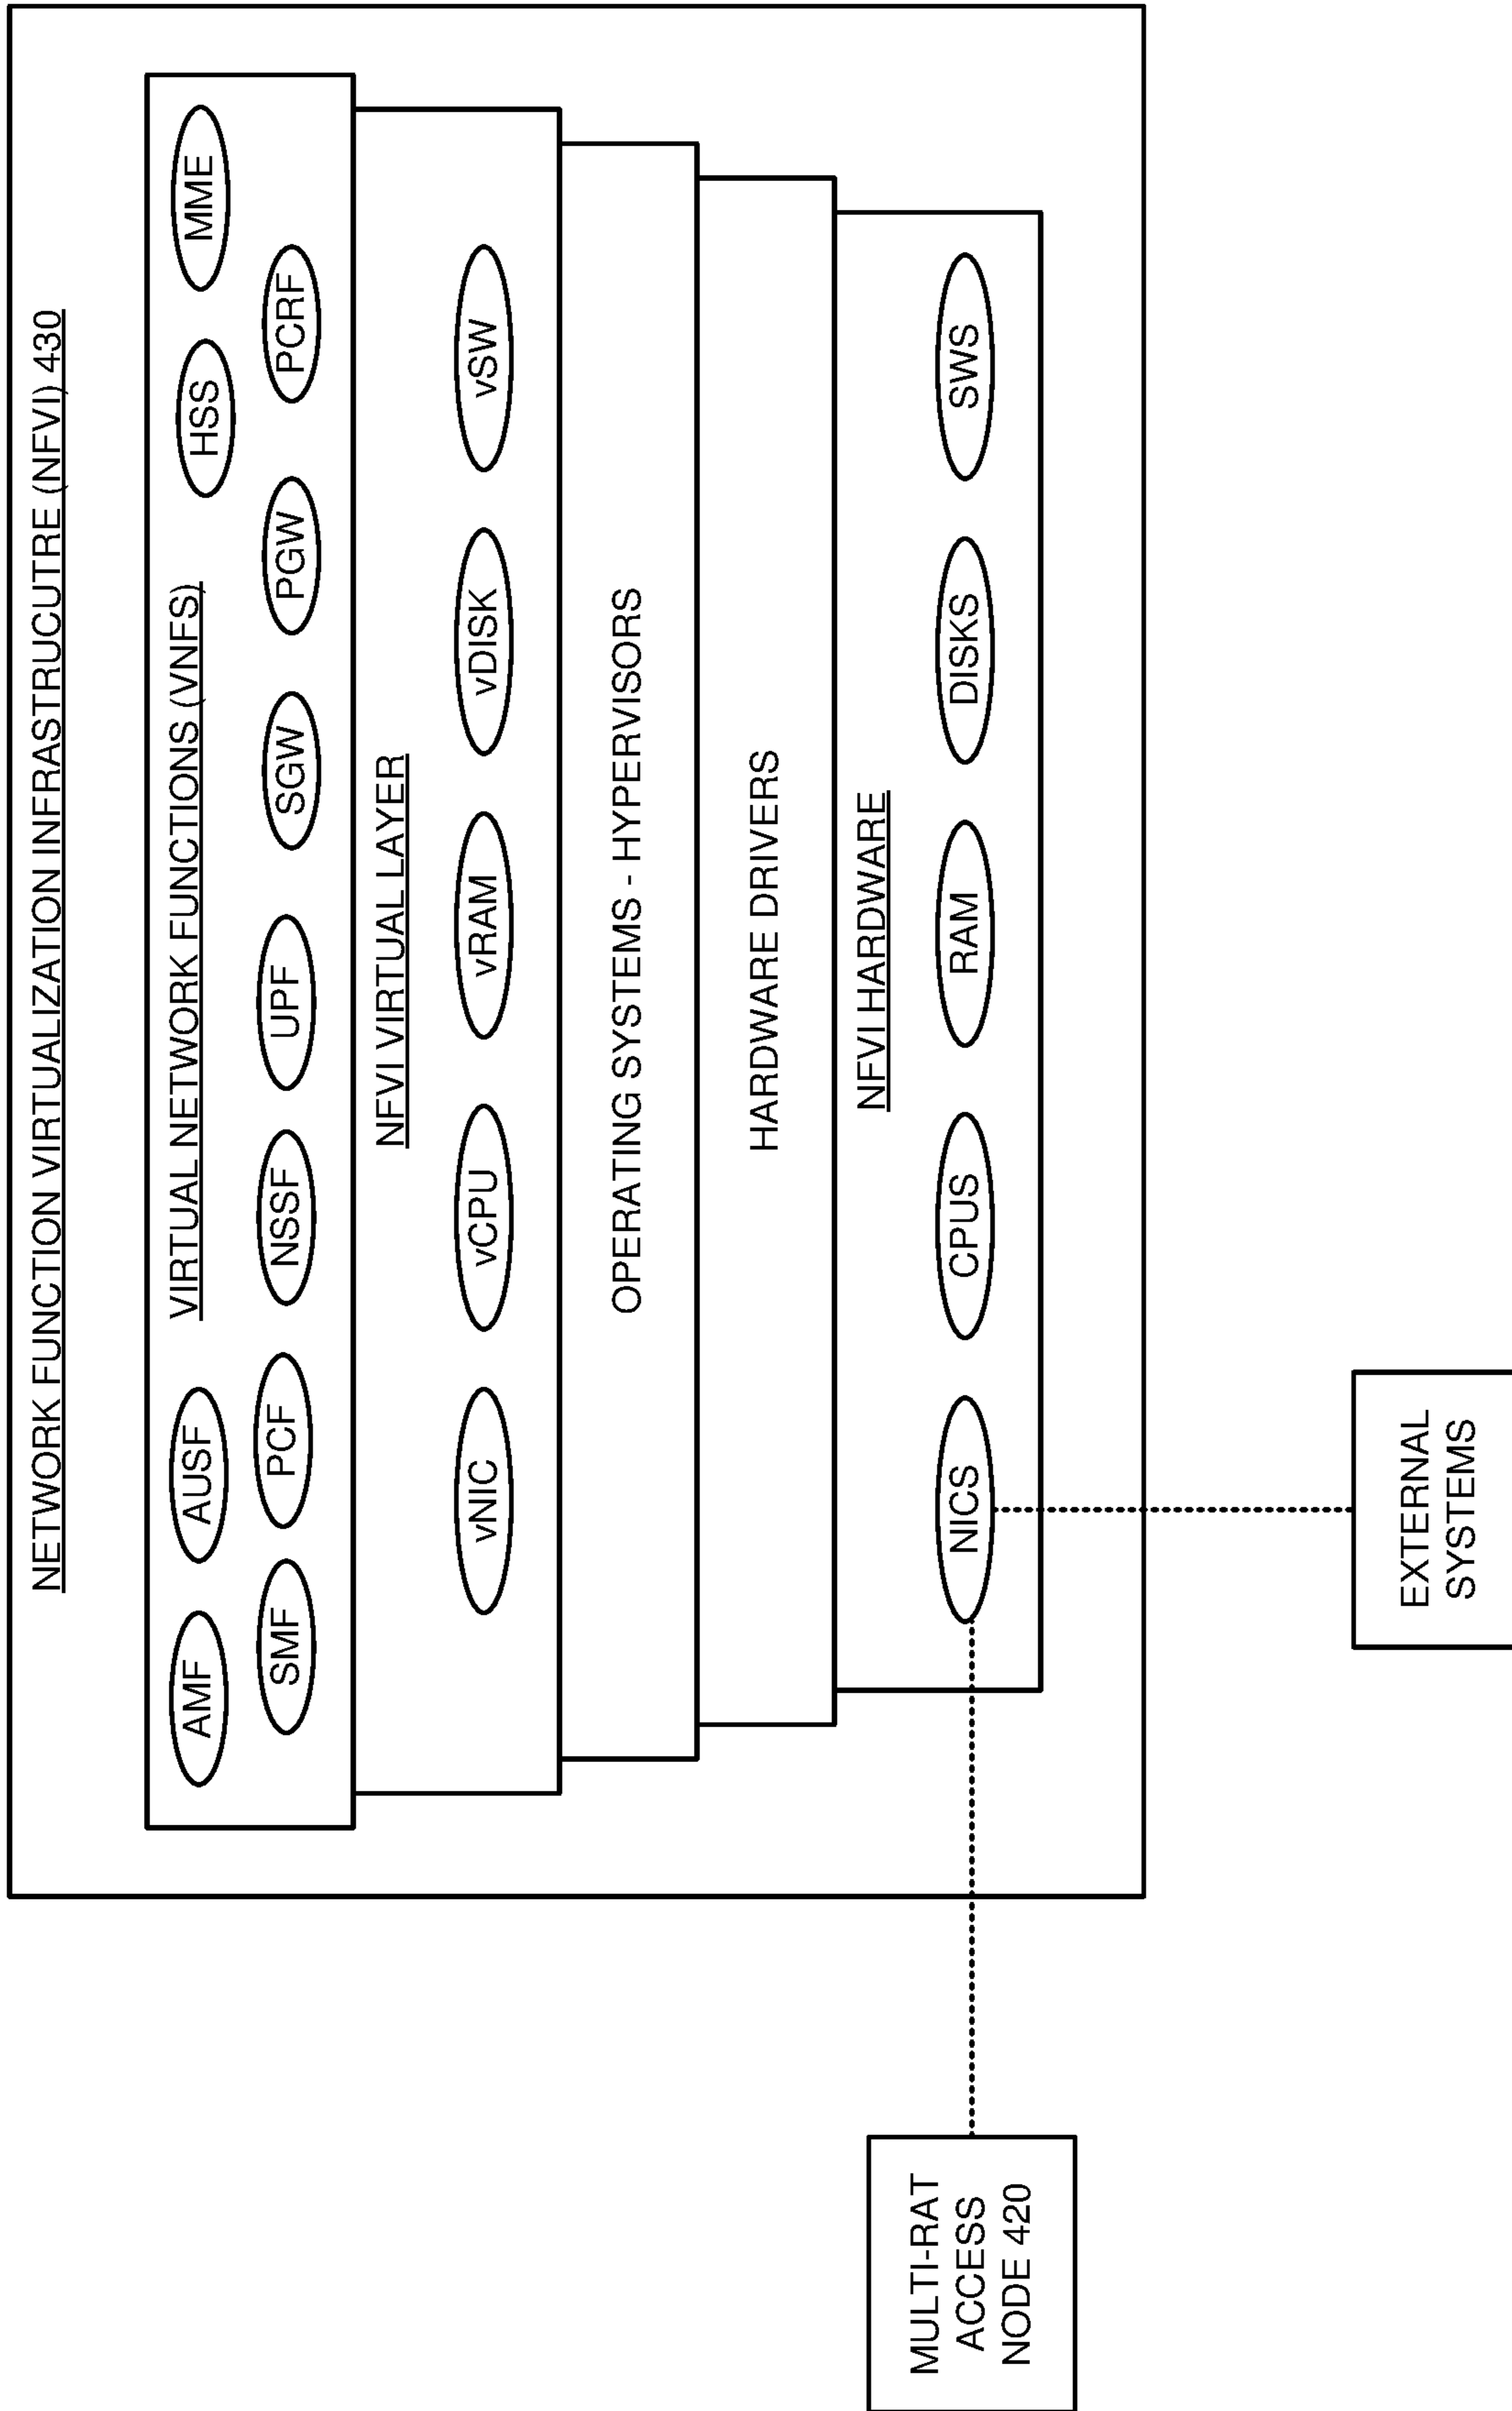 NETWORK FUNCTION VIRTUALIZATION INFRASTRUCUTRE (NFVI) 430
VIRTUAL NETWORK FUNCTIONS (VNFS)
AMF AUSF HSS MME
SMF PCF NSSF UPF SGW PGW PCRF
NFVI VIRTUAL LAYER
vNIC vCPU vRAM vDISK vSW
OPERATING SYSTEMS - HYPERVISORS
HARDWARE DRIVERS
NFVI HARDWARE
NICS CPUS RAM DISKS SWS
MULTI-RAT
ACCESS
NODE 420
EXTERNAL
SYSTEMS